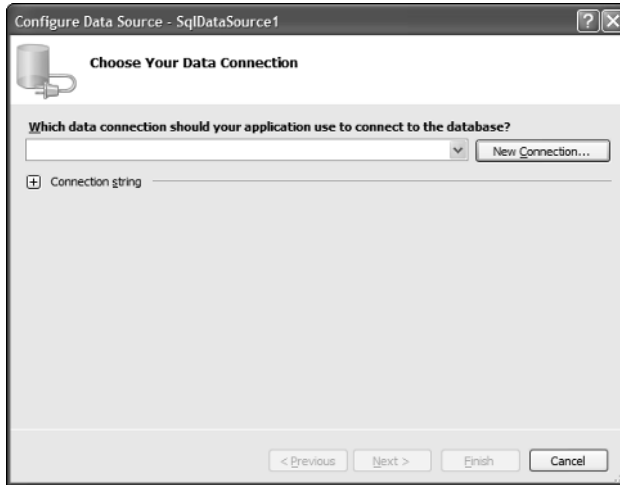 Configure Data Source - SqlDataSource1
Choose Your Data Connection
Which data connection should your application use to connect to the database?
New Connection...
Connection string
< Previous Next > Finish Cancel